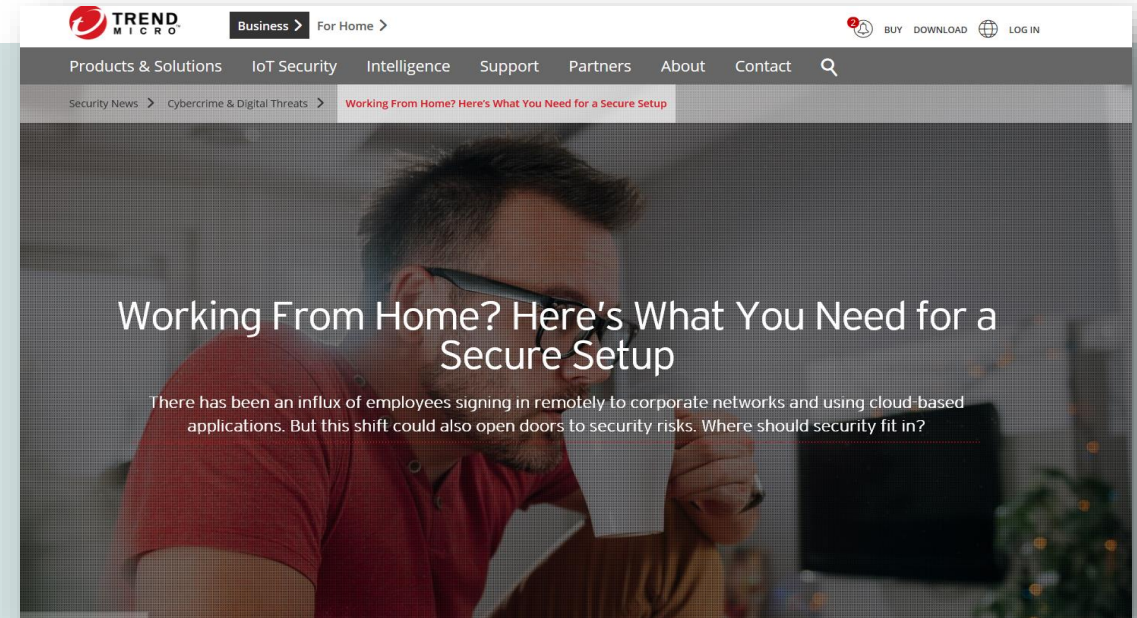 TREND
MICRO
Business > For Home >
2
BUY DOWNLOAD LOG IN
Products & Solutions IoT Security Intelligence Support Partners About Contact
Security News > Cybercrime & Digital Threats > Working From Home? Here's What You Need for a Secure Setup
Working From Home? Here's What You Need for a
Secure Setup
There has been an influx of employees signing in remotely to corporate networks and using cloud-based
applications. But this shift could also open doors to security risks. Where should security fit in?